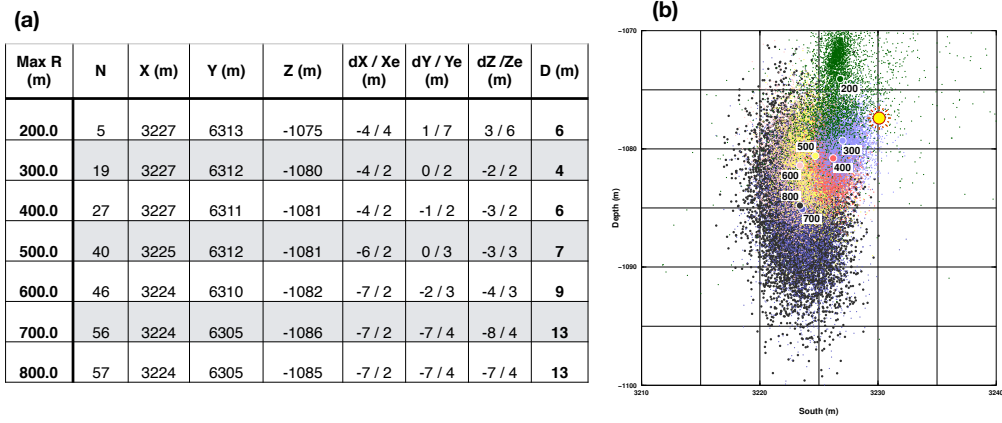 (a)
Max R (m) N X (m) Y (m) Z (m) dX / Xe (m) dY / Ye (m) dZ /Ze (m) D (m)
200.0 5 3227 6313 -1075 -4 / 4 1 / 7 3 / 6 6
300.0 19 3227 6312 -1080 -4 / 2 0 / 2 -2 / 2 4
400.0 27 3227 6311 -1081 -4 / 2 -1 / 2 -3 / 2 6
500.0 40 3225 6312 -1081 -6 / 2 0 / 3 -3 / 3 7
600.0 46 3224 6310 -1082 -7 / 2 -2 / 3 -4 / 3 9
700.0 56 3224 6305 -1086 -7 / 2 -7 / 4 -8 / 4 13
800.0 57 3224 6305 -1085 -7 / 2 -7 / 4 -7 / 4 13
(b)
−1070
200
−1080
500
300
400
600
800
700
Depth (m)
−1090
−1100
3210 3220 3230 3240
South (m)